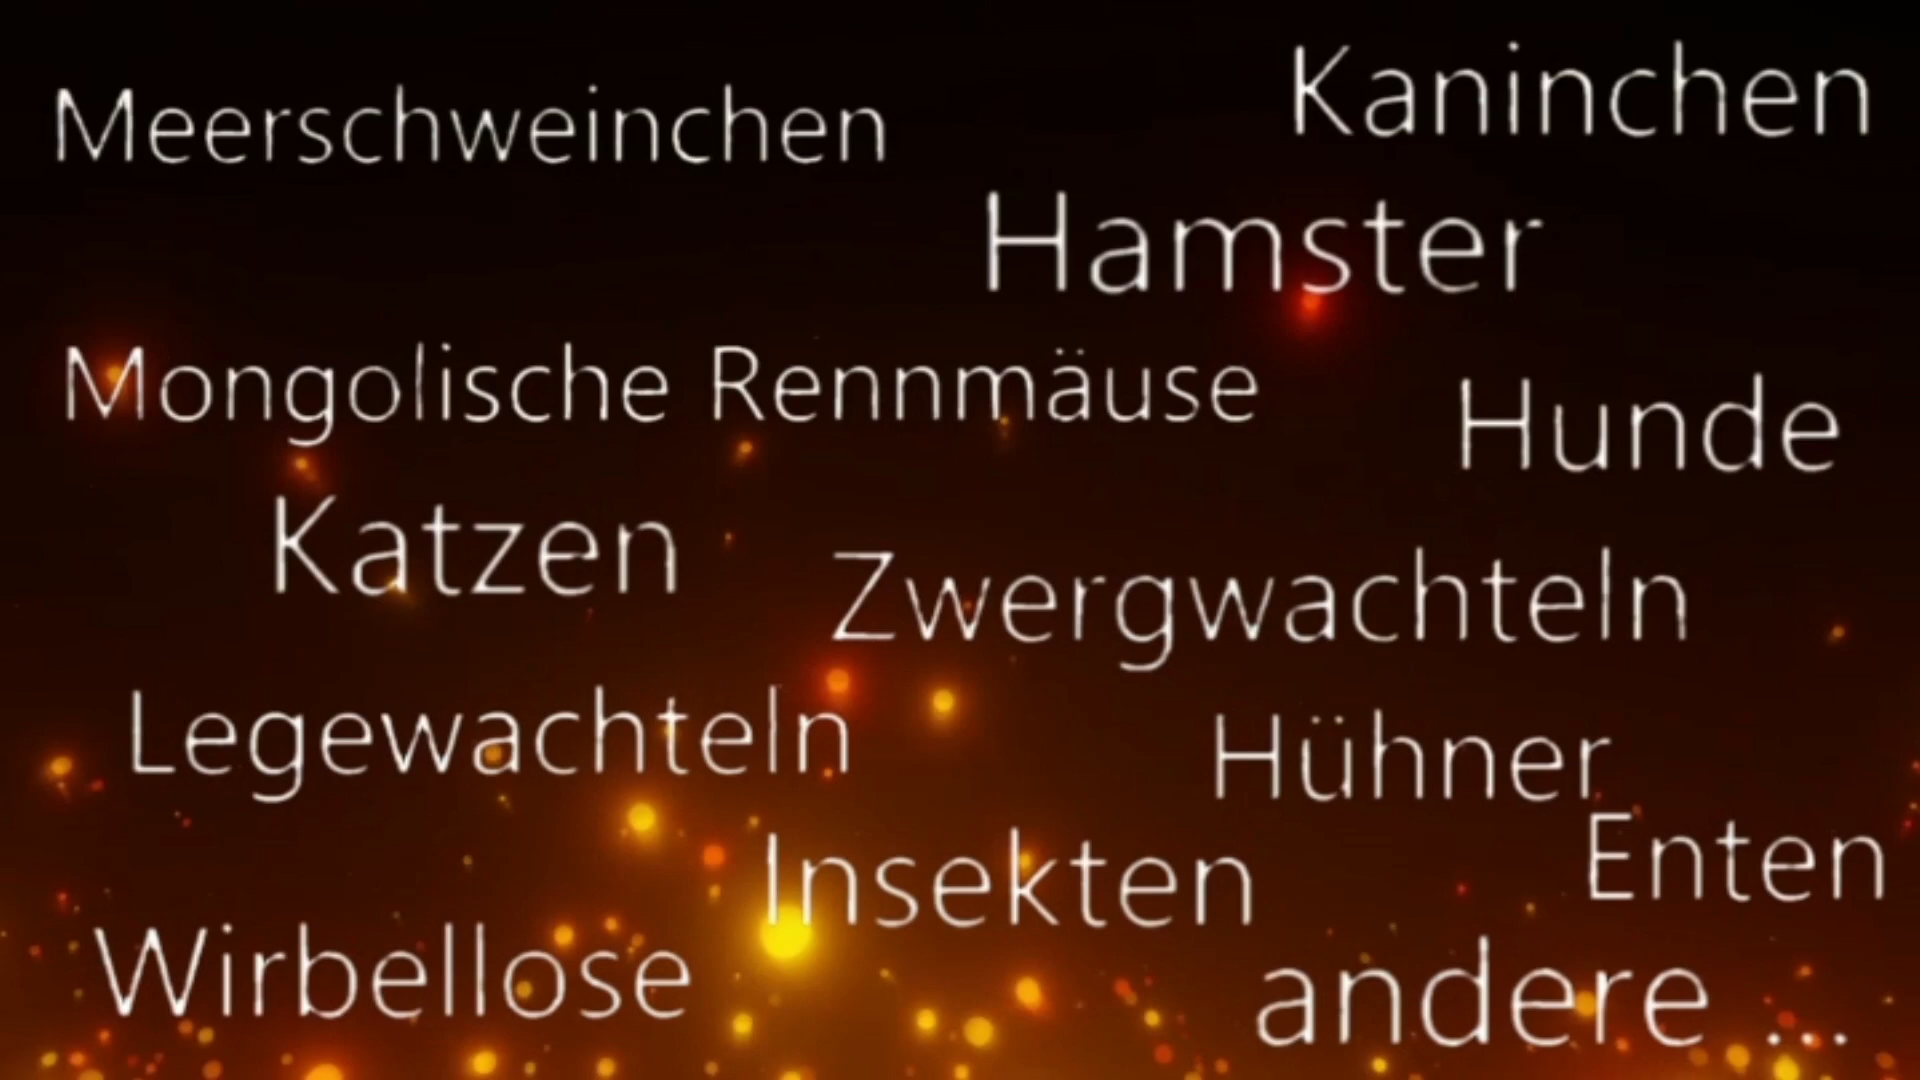 Meerschweinchen
Kaninchen
Hamster
Mongolische Rennmäuse
Hunde
Katzen
Zwergwachteln
Legewachteln
Hühner
Insekten
Enten
Wirbellose
andere ...